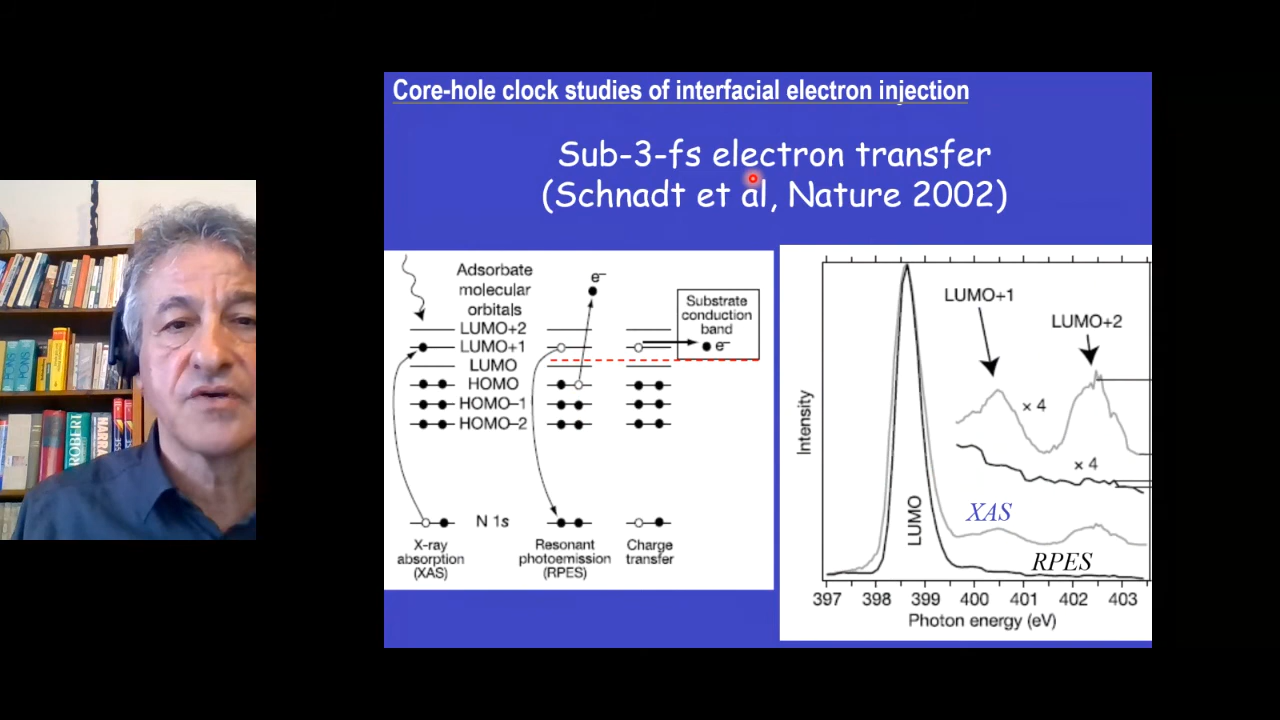 Core-hole clock studies of interfacial electron injection
Sub-3-fs electron transfer
(Schnadt et al, Nature 2002)
Adsorbate
molecular
orbitals
LUMO+2
LUMO+1
LUMO
HOMO
HOMO–1
HOMO–2
N 1s
e–
Substrate
conduction
band
e–
X-ray
absorption
(XAS)
Resonant
photoemission
(RPES)
Charge
transfer
LUMO+1
LUMO+2
× 4
× 4
Intensity
LUMO
XAS
RPES
397 398 399 400 401 402 403
Photon energy (eV)
ROBERT
HARRA